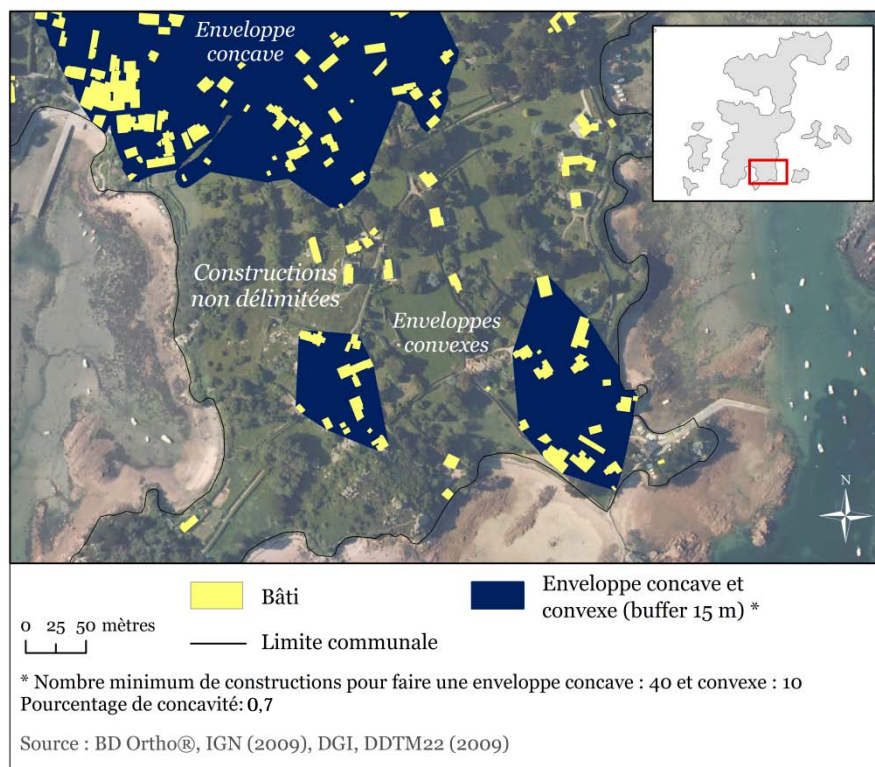 Enveloppe
concave
Constructions
non délimitées
Enveloppes
convexes
N
Bâti
Enveloppe concave et
convexe (buffer 15 m) *
0 25 50 mètres
Limite communale
* Nombre minimum de constructions pour faire une enveloppe concave : 40 et convexe : 10
Pourcentage de concavité: 0,7
Source : BD Ortho®, IGN (2009), DGI, DDTM22 (2009)